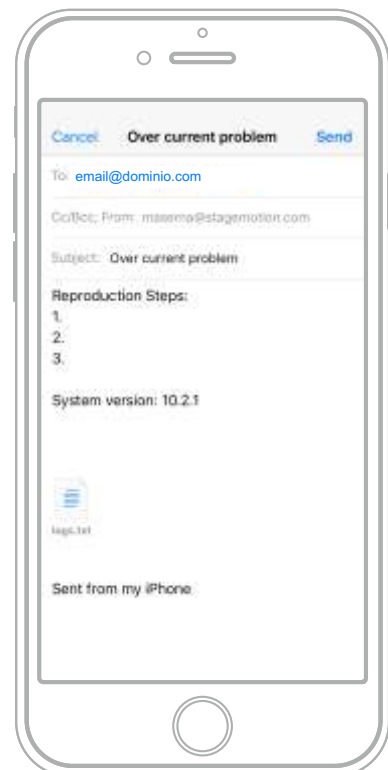 Cancel Over current problem Send
To: email@dominio.com
Cc/Bcc, From: @stagemotion.com
Subject: Over current problem
Reproduction Steps:
1.
2.
3.
System version: 10.2.1
logs.txt
Sent from my iPhone